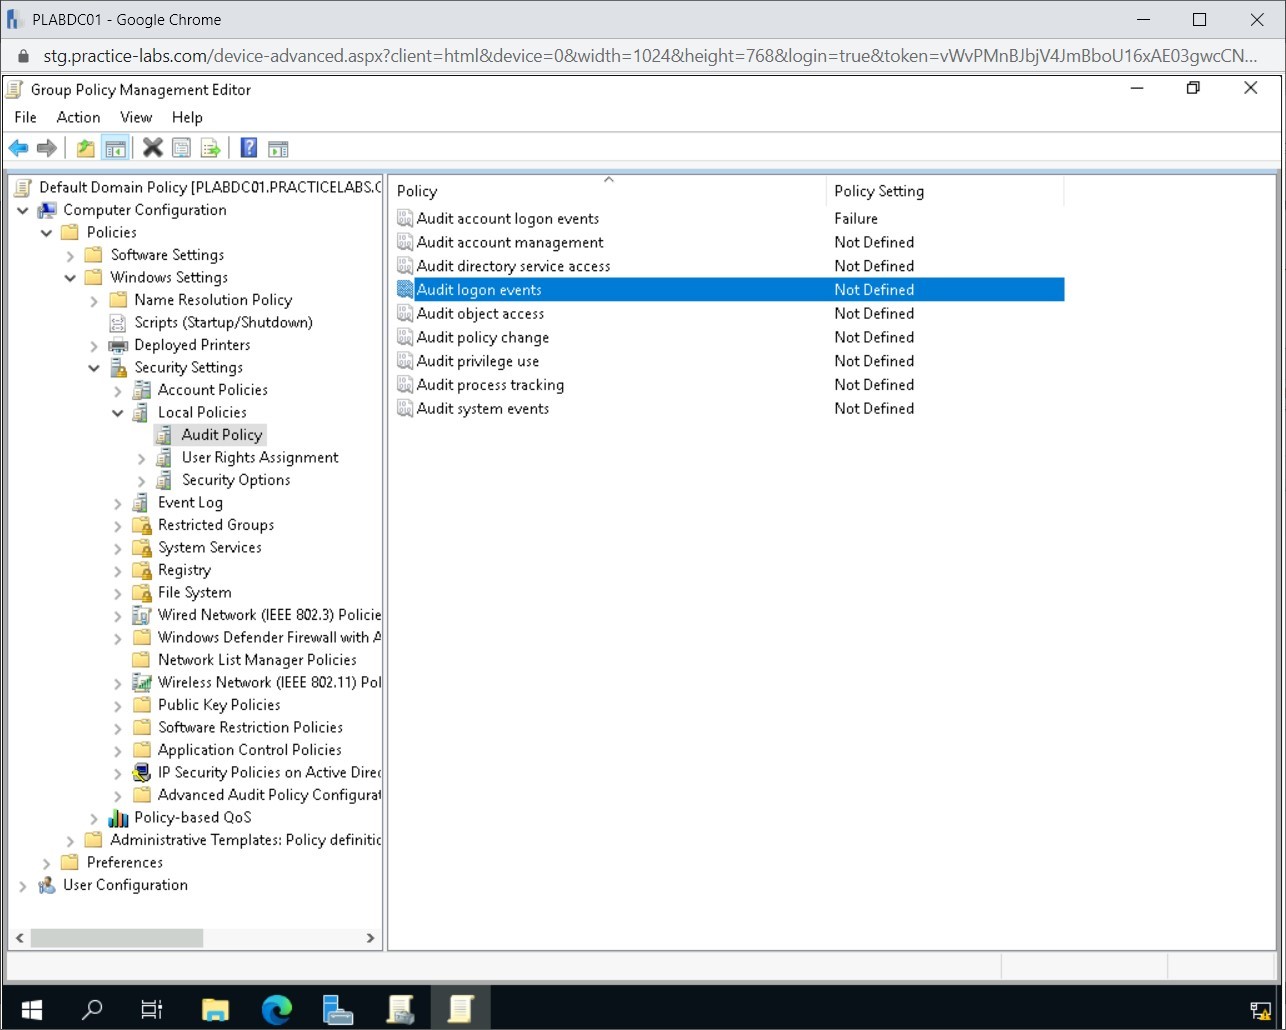 PLABDC01 - Google Chrome
stg.practice-labs.com/device-advanced.aspx?client=html&device=0&width=1024&height=768&login=true&token=vWvPMnBJbjV4JmBboU16xAE03gwcCN...
Group Policy Management Editor
File Action View Help
Default Domain Policy [PLABDC01.PRACTICELABS.C
Computer Configuration
Policies
Software Settings
Windows Settings
Name Resolution Policy
Scripts (Startup/Shutdown)
Deployed Printers
Security Settings
Account Policies
Local Policies
Audit Policy
User Rights Assignment
Security Options
Event Log
Restricted Groups
System Services
Registry
File System
Wired Network (IEEE 802.3) Policie
Windows Defender Firewall with A
Network List Manager Policies
Wireless Network (IEEE 802.11) Pol
Public Key Policies
Software Restriction Policies
Application Control Policies
IP Security Policies on Active Direc
Advanced Audit Policy Configurat
Policy-based QoS
Administrative Templates: Policy definitic
Preferences
User Configuration
Policy Policy Setting
Audit account logon events Failure
Audit account management Not Defined
Audit directory service access Not Defined
Audit logon events Not Defined
Audit object access Not Defined
Audit policy change Not Defined
Audit privilege use Not Defined
Audit process tracking Not Defined
Audit system events Not Defined